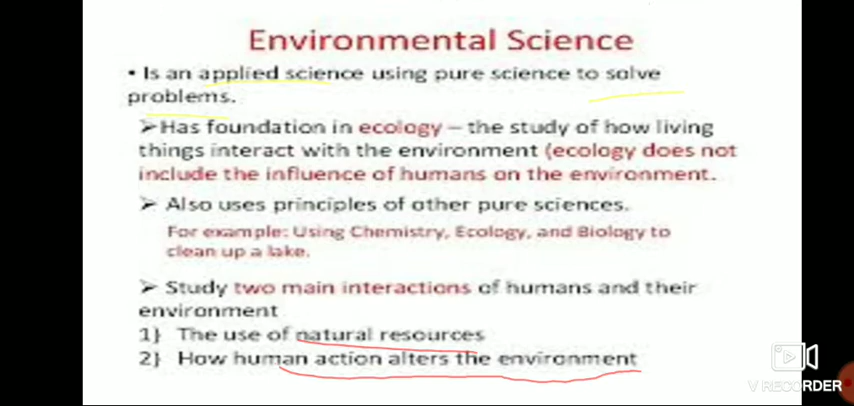 Environmental Science
• Is an applied science using pure science to solve
problems.
➢Has foundation in ecology – the study of how living
things interact with the environment (ecology does not
include the influence of humans on the environment.
➢ Also uses principles of other pure sciences.
For example: Using Chemistry, Ecology, and Biology to
clean up a lake.
➢ Study two main interactions of humans and their
environment
1) The use of natural resources
2) How human action alters the environment
V RECORDER